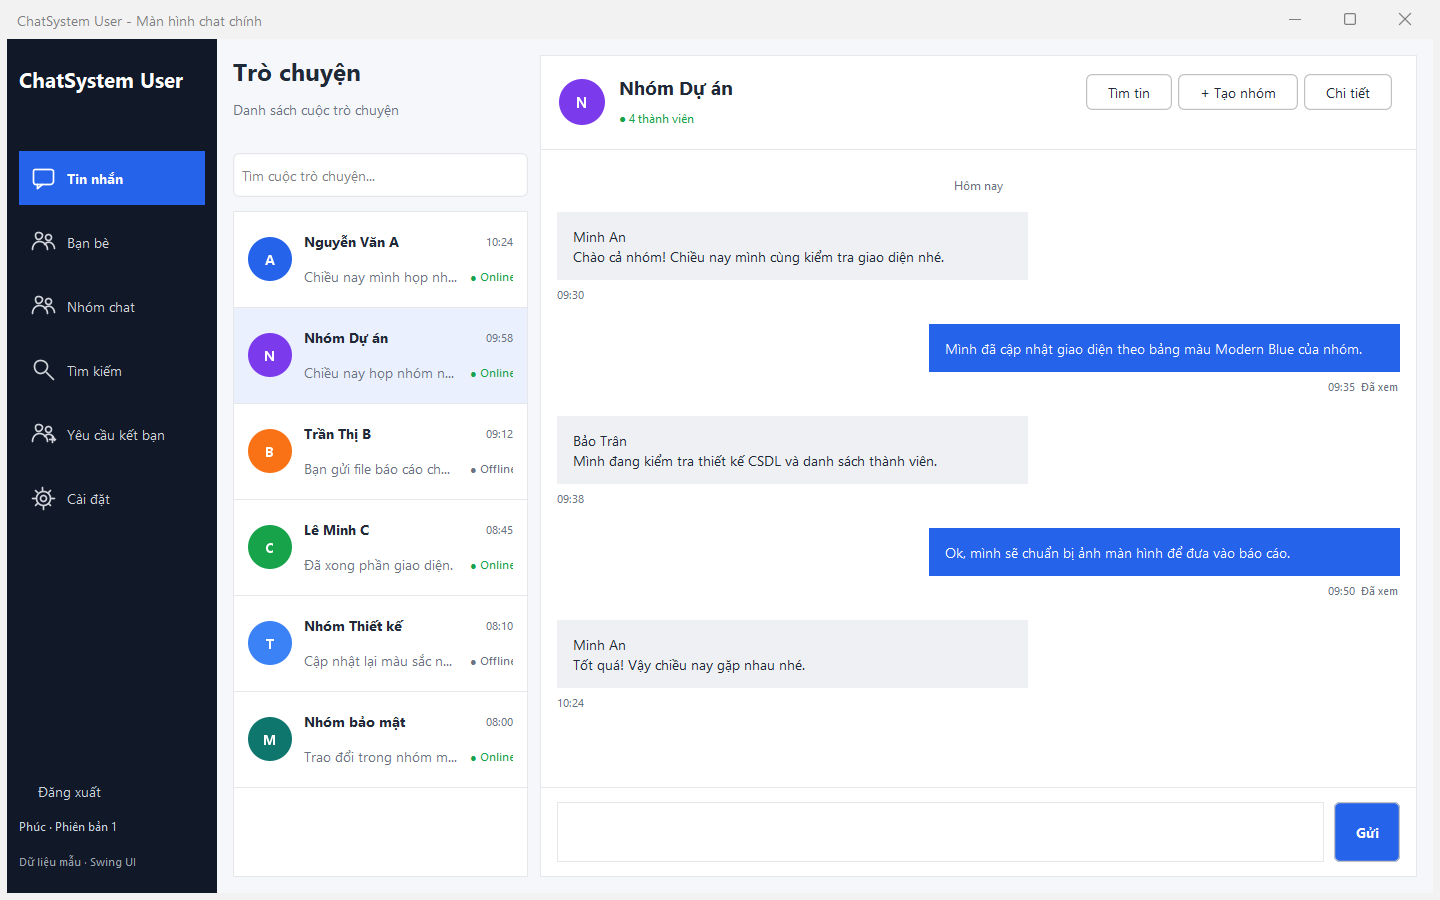 ChatSystem User - Màn hình chat chính
ChatSystem User
Tin nhắn
Bạn bè
Nhóm chat
Tìm kiếm
Yêu cầu kết bạn
Cài đặt
Đăng xuất
Phúc · Phiên bản 1
Dữ liệu mẫu · Swing UI
Trò chuyện
Danh sách cuộc trò chuyện
Tìm cuộc trò chuyện...
A
Nguyễn Văn A
10:24
Chiều nay mình họp nh...
● Online
N
Nhóm Dự án
09:58
Chiều nay họp nhóm n...
● Online
B
Trần Thị B
09:12
Bạn gửi file báo cáo ch...
● Offline
C
Lê Minh C
08:45
Đã xong phần giao diện.
● Online
T
Nhóm Thiết kế
08:10
Cập nhật lại màu sắc n...
● Offline
M
Nhóm bảo mật
08:00
Trao đổi trong nhóm m...
● Online
N
Nhóm Dự án
● 4 thành viên
Tìm tin
+ Tạo nhóm
Chi tiết
Hôm nay
Minh An
Chào cả nhóm! Chiều nay mình cùng kiểm tra giao diện nhé.
09:30
Mình đã cập nhật giao diện theo bảng màu Modern Blue của nhóm.
09:35 Đã xem
Bảo Trân
Mình đang kiểm tra thiết kế CSDL và danh sách thành viên.
09:38
Ok, mình sẽ chuẩn bị ảnh màn hình để đưa vào báo cáo.
09:50 Đã xem
Minh An
Tốt quá! Vậy chiều nay gặp nhau nhé.
10:24
Gửi